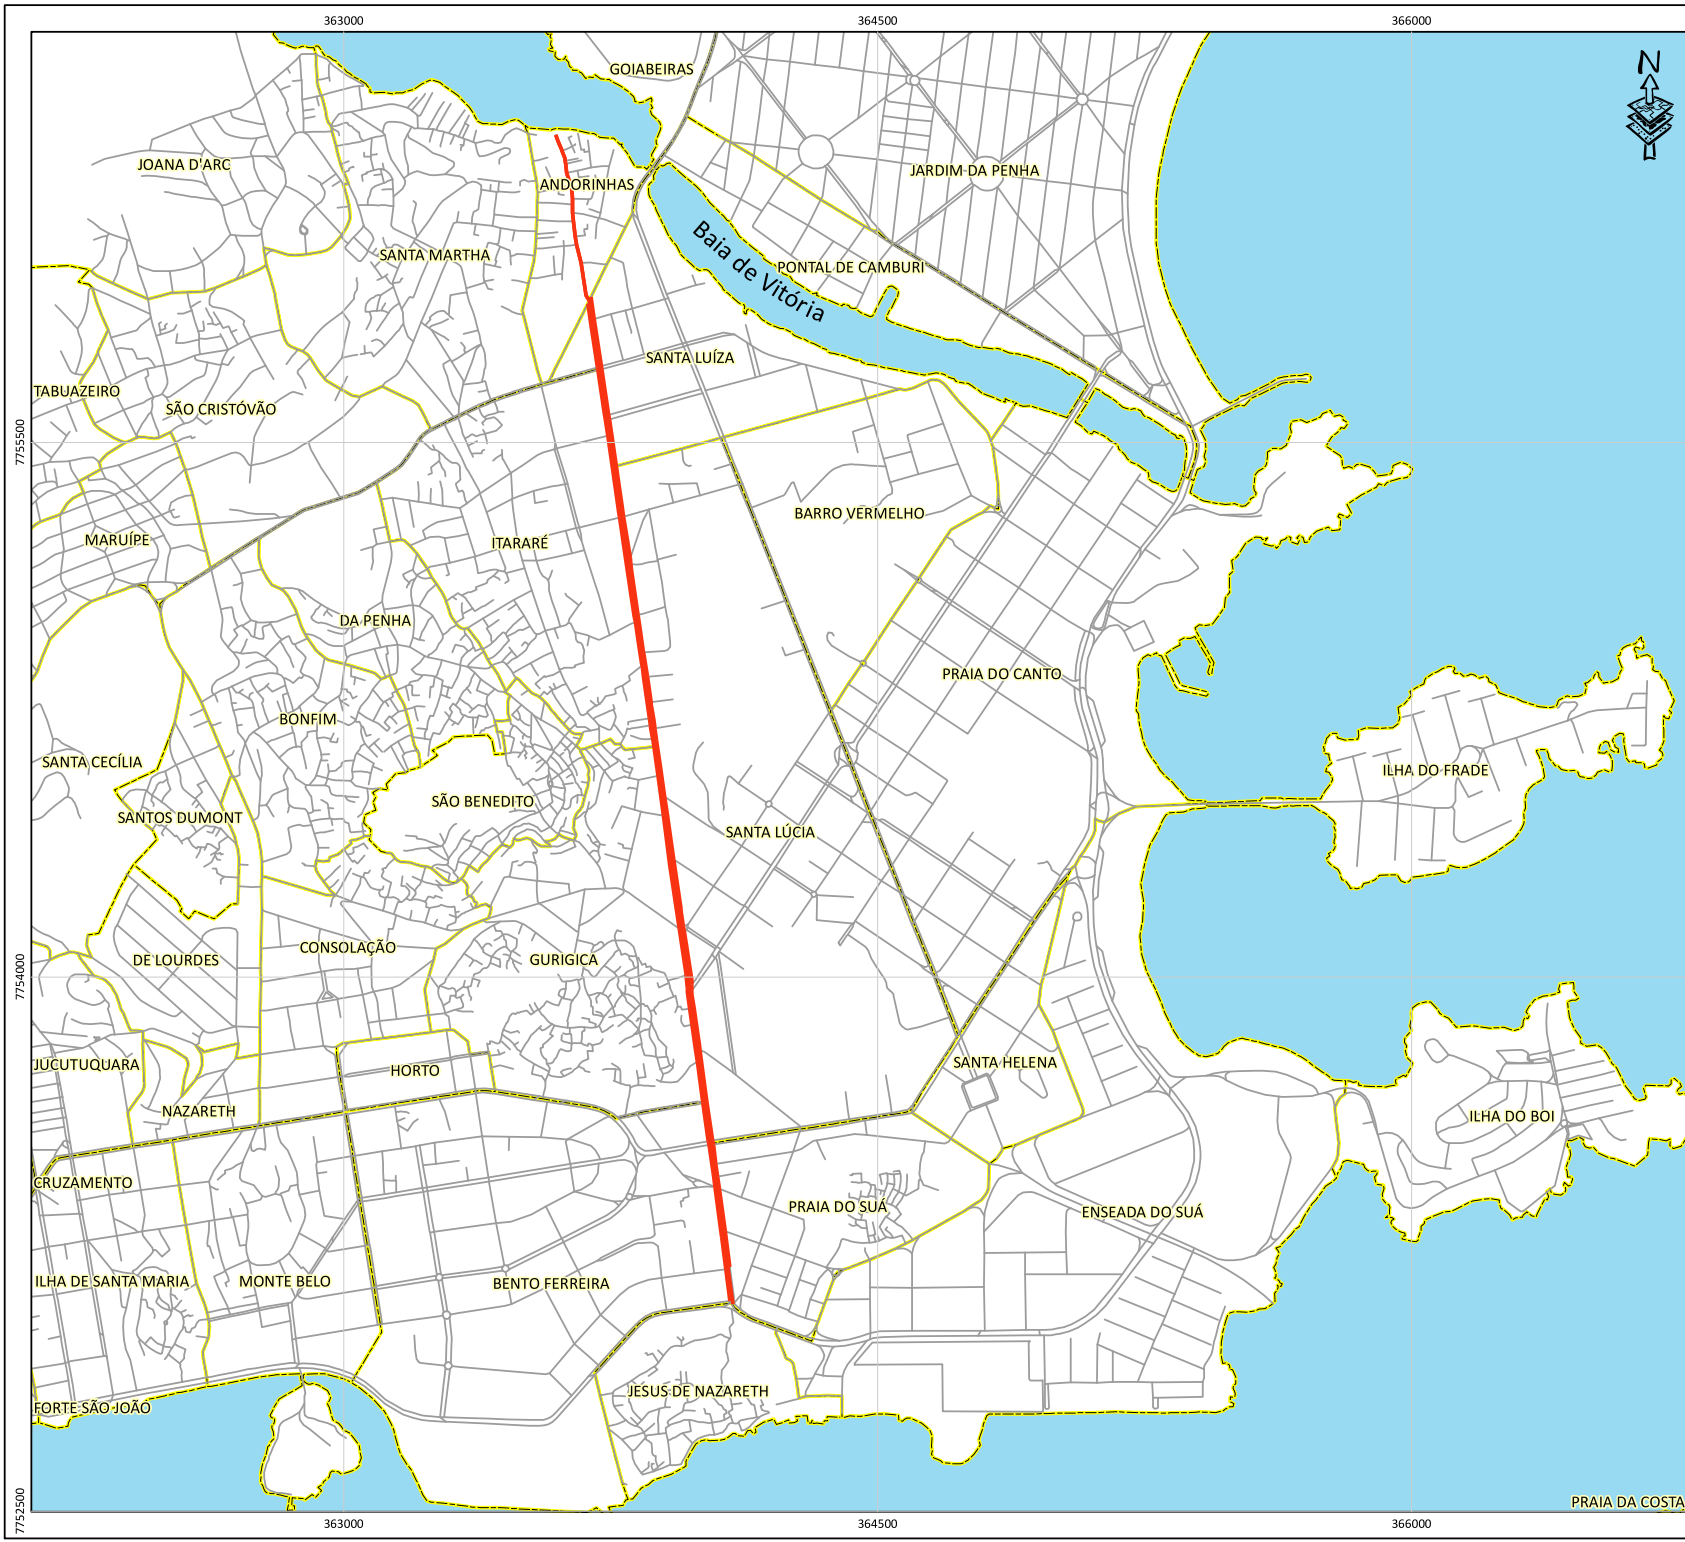 363000 364500 366000
N
GOIABEIRAS
JOANA D'ARC
JARDIM DA PENHA
ANDORINHAS
SANTA MARTHA
Baia de Vitória
PONTAL DE CAMBURI
SANTA LUÍZA
TABUAZEIRO
SÃO CRISTÓVÃO
7755500
BARRO VERMELHO
MARUÍPE
ITARARÉ
DA PENHA
PRAIA DO CANTO
BONFIM
SANTA CECÍLIA
ILHA DO FRADE
SÃO BENEDITO
SANTOS DUMONT
SANTA LÚCIA
CONSOLAÇÃO
DE LOURDES
GURIGICA
7754000
JUCUTUQUARA
HORTO
SANTA HELENA
NAZARETH
ILHA DO BOI
CRUZAMENTO
PRAIA DO SUÁ
ENSEADA DO SUÁ
ILHA DE SANTA MARIA
MONTE BELO
BENTO FERREIRA
JESUS DE NAZARETH
FORTE SÃO JOÃO
7752500
PRAIA DA COSTA
363000 364500 366000